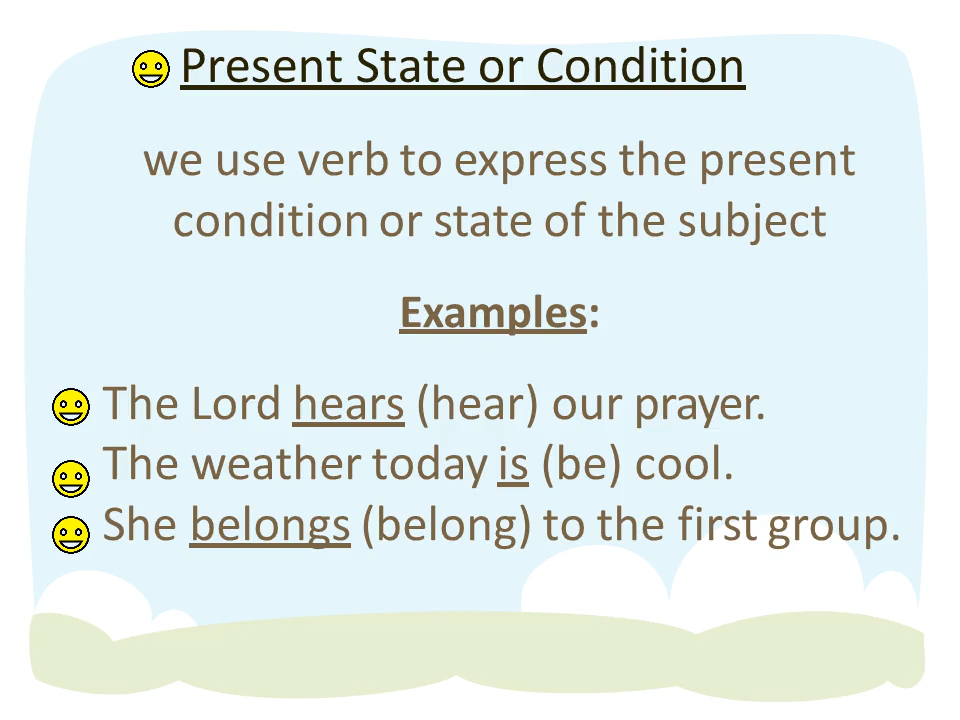 Present State or Condition
we use verb to express the present
condition or state of the subject
Examples:
The Lord hears (hear) our prayer.
The weather today is (be) cool.
She belongs (belong) to the first group.